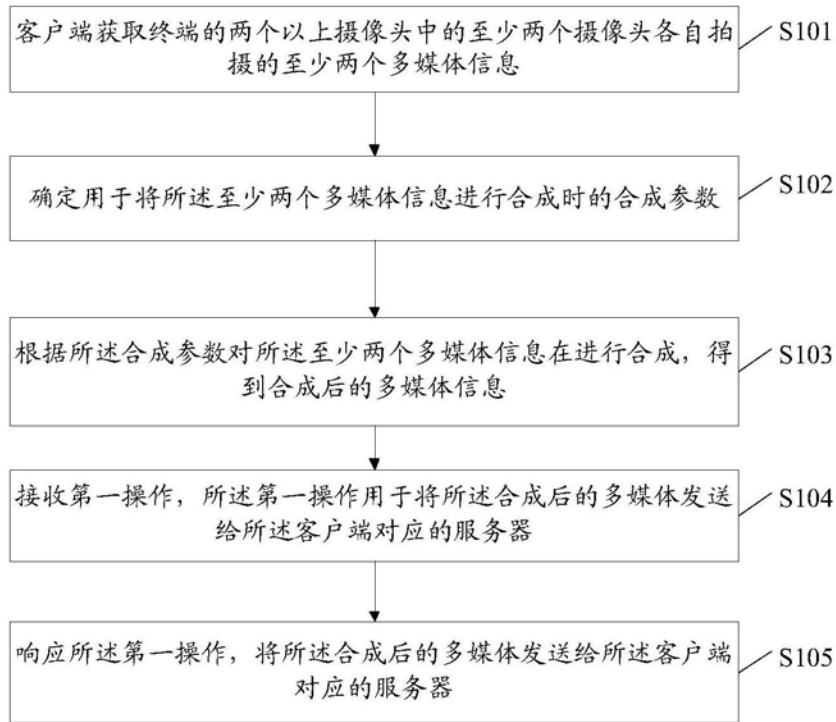 客户端获取终端的两个以上摄像头中的至少两个摄像头各自拍
摄的至少两个多媒体信息
S101
确定用于将所述至少两个多媒体信息进行合成时的合成参数
S102
根据所述合成参数对所述至少两个多媒体信息在进行合成，得
到合成后的多媒体信息
S103
接收第一操作，所述第一操作用于将所述合成后的多媒体发送
给所述客户端对应的服务器
S104
响应所述第一操作，将所述合成后的多媒体发送给所述客户端
对应的服务器
S105